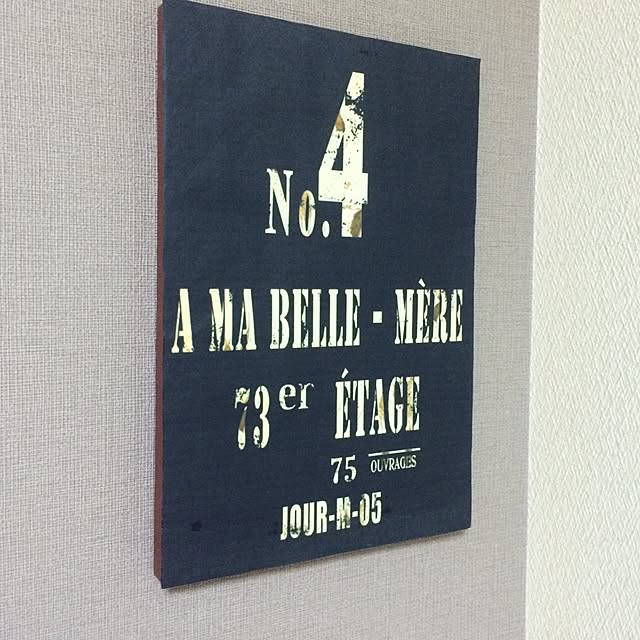 No.4
A MA BELLE - MÈRE
73er ÉTAGE
75 OUVRAGES
JOUR-M-05